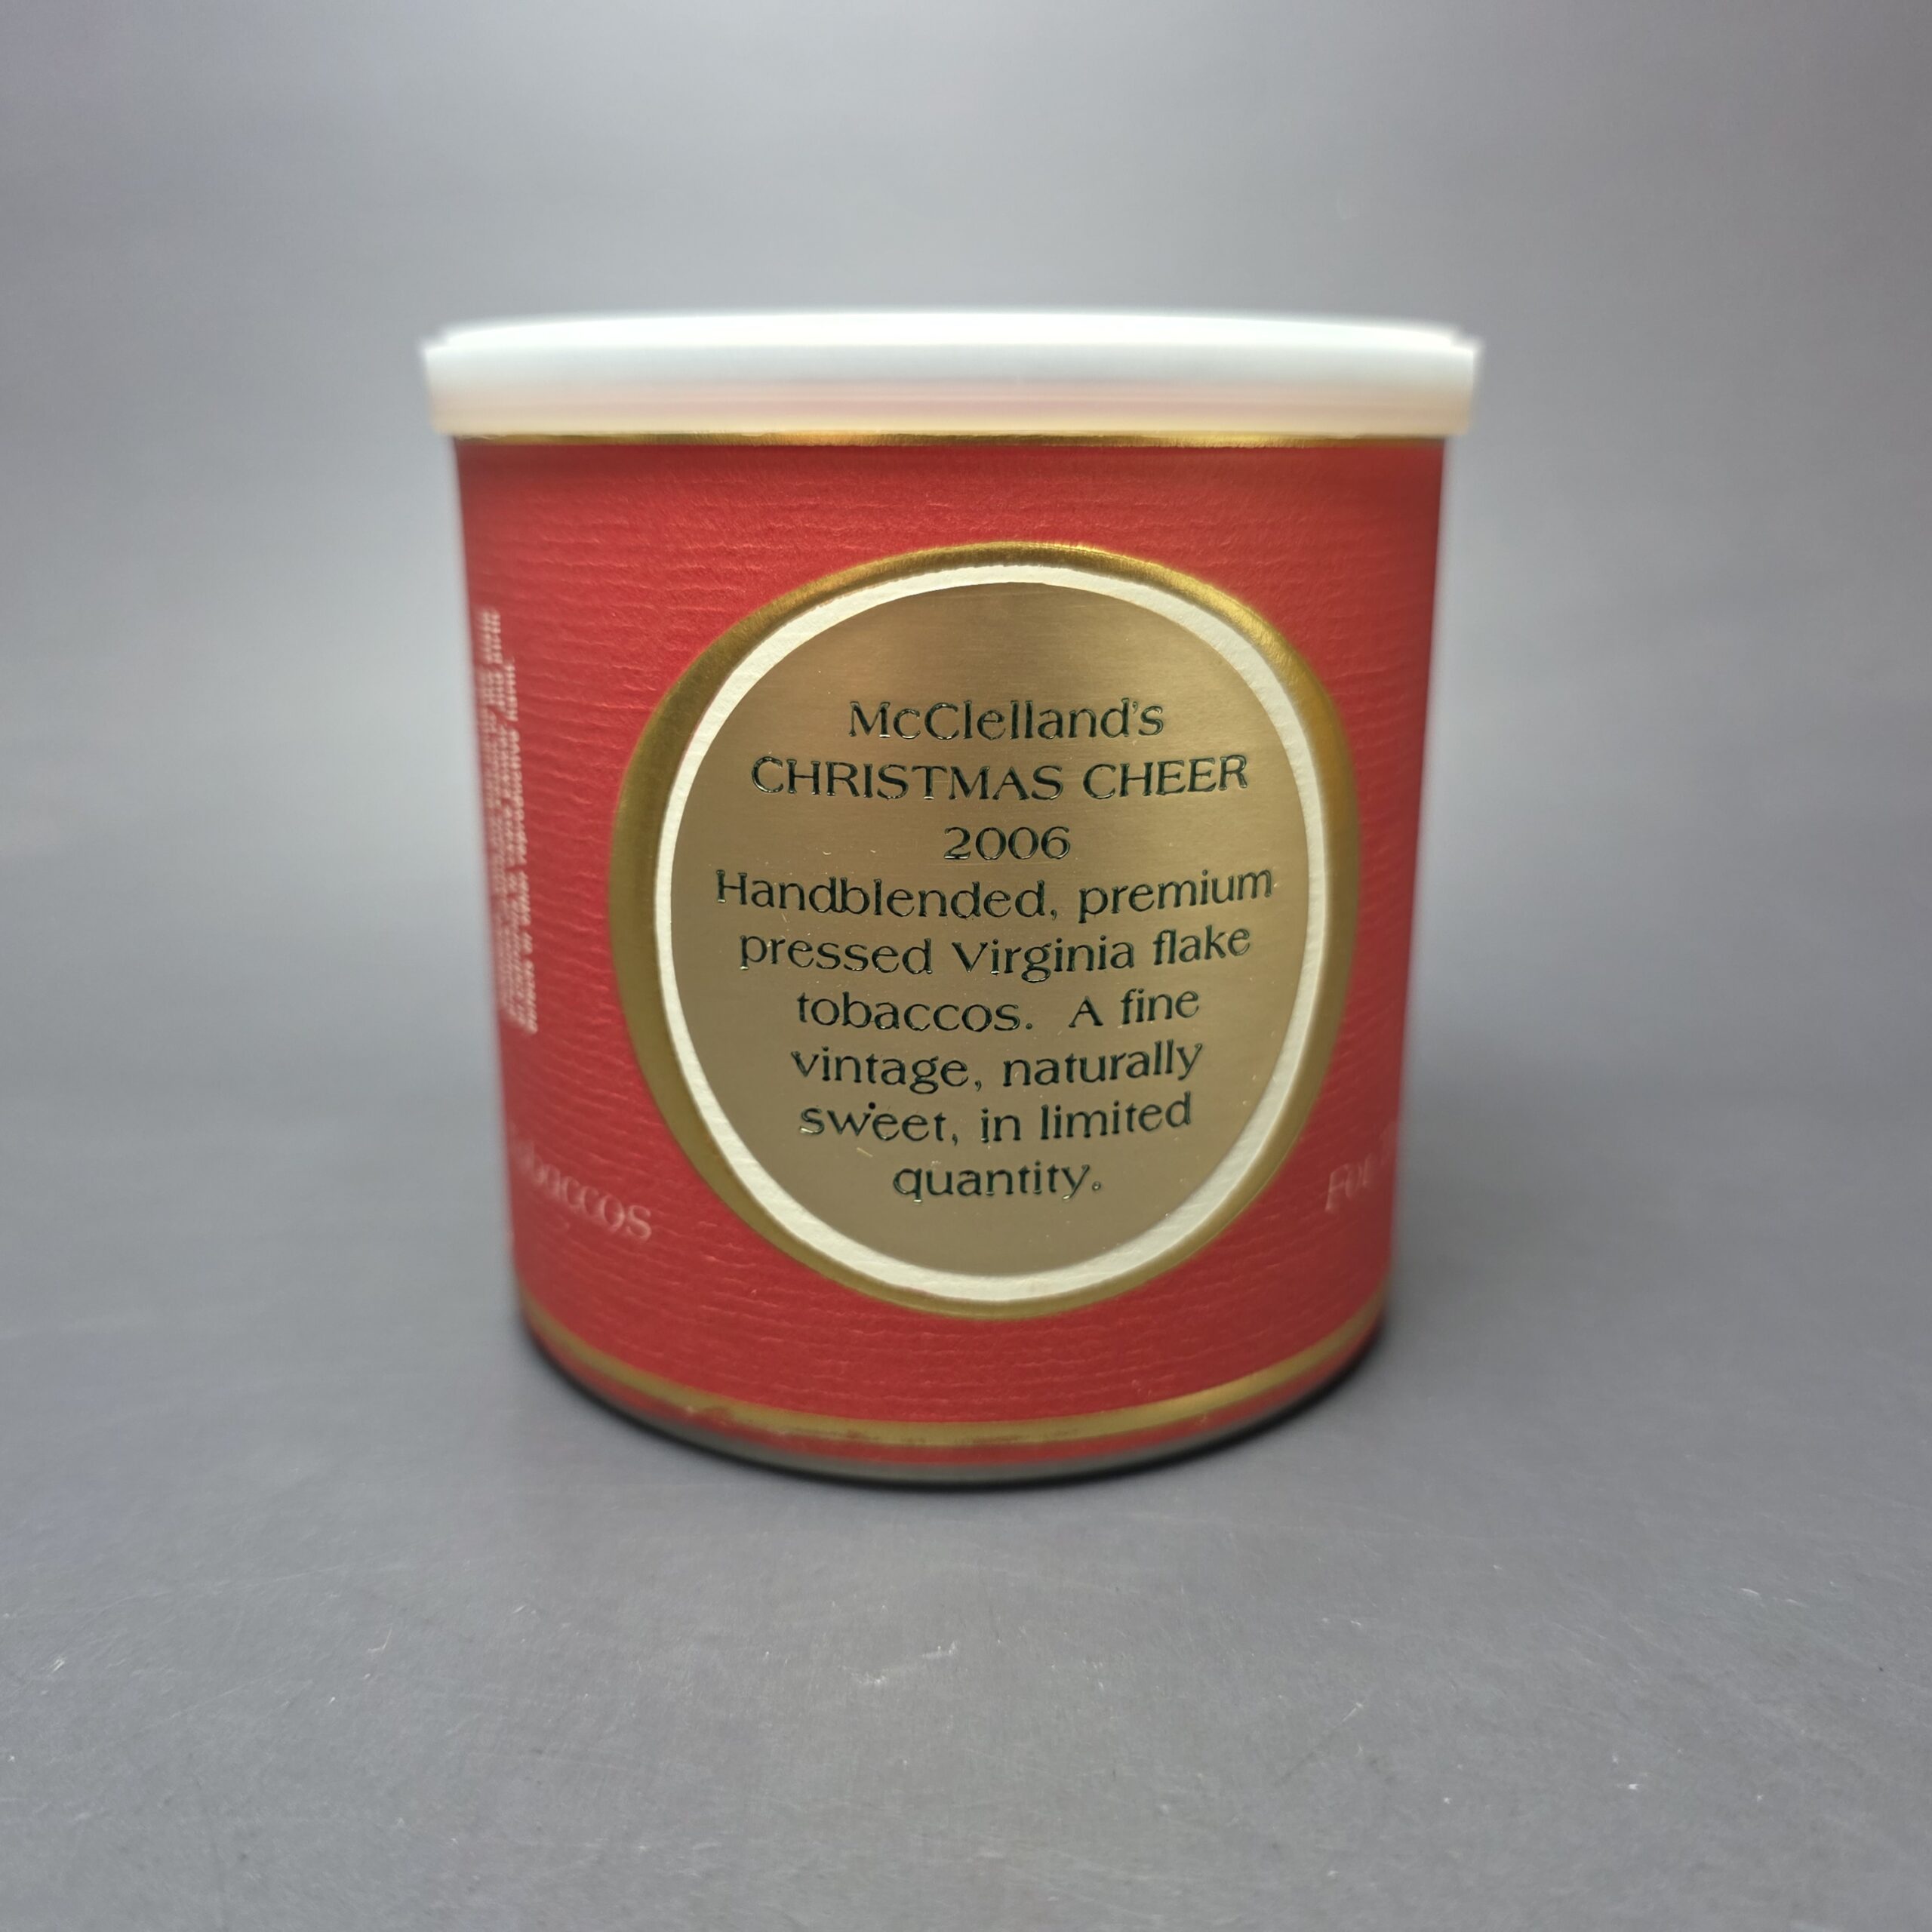 McClelland's
CHRISTMAS CHEER
2006
Handblended, premium
pressed Virginia flake
tobaccos. A fine
vintage, naturally
sweet, in limited
quantity.